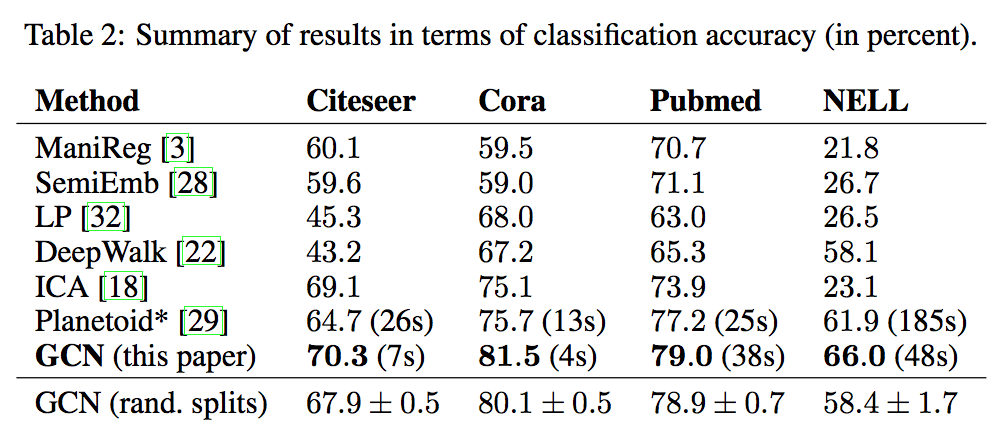 Table 2: Summary of results in terms of classification accuracy (in percent).
Method Citeseer Cora Pubmed NELL
ManiReg [3] 60.1 59.5 70.7 21.8
SemiEmb [28] 59.6 59.0 71.1 26.7
LP [32] 45.3 68.0 63.0 26.5
DeepWalk [22] 43.2 67.2 65.3 58.1
ICA [18] 69.1 75.1 73.9 23.1
Planetoid* [29] 64.7 (26s) 75.7 (13s) 77.2 (25s) 61.9 (185s)
GCN (this paper) 70.3 (7s) 81.5 (4s) 79.0 (38s) 66.0 (48s)
GCN (rand. splits) 67.9 ± 0.5 80.1 ± 0.5 78.9 ± 0.7 58.4 ± 1.7